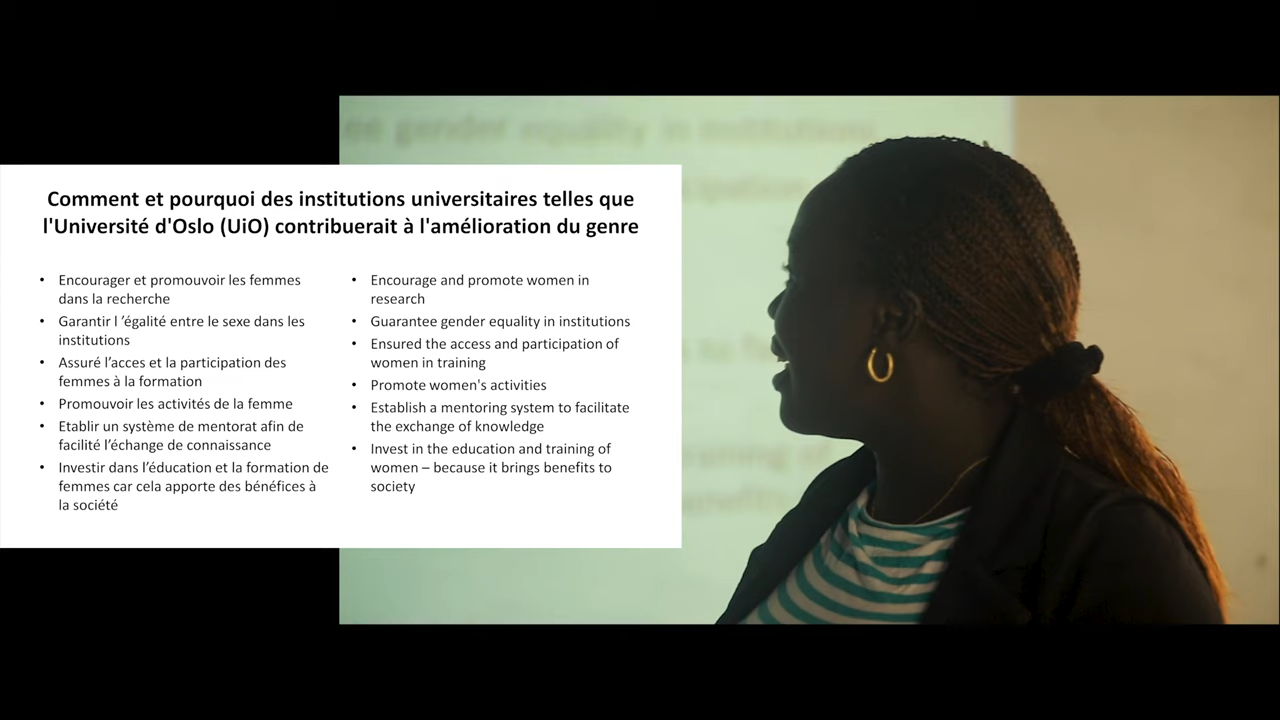 Comment et pourquoi des institutions universitaires telles que
l'Université d'Oslo (UiO) contribuerait à l'amélioration du genre
• Encourager et promouvoir les femmes
dans la recherche
• Garantir l ’égalité entre le sexe dans les
institutions
• Assuré l’acces et la participation des
femmes à la formation
• Promouvoir les activités de la femme
• Etablir un système de mentorat afin de
facilité l’échange de connaissance
• Investir dans l’éducation et la formation de
femmes car cela apporte des bénéfices à
la société
• Encourage and promote women in
research
• Guarantee gender equality in institutions
• Ensured the access and participation of
women in training
• Promote women's activities
• Establish a mentoring system to facilitate
the exchange of knowledge
• Invest in the education and training of
women – because it brings benefits to
society
gender equality in institutions